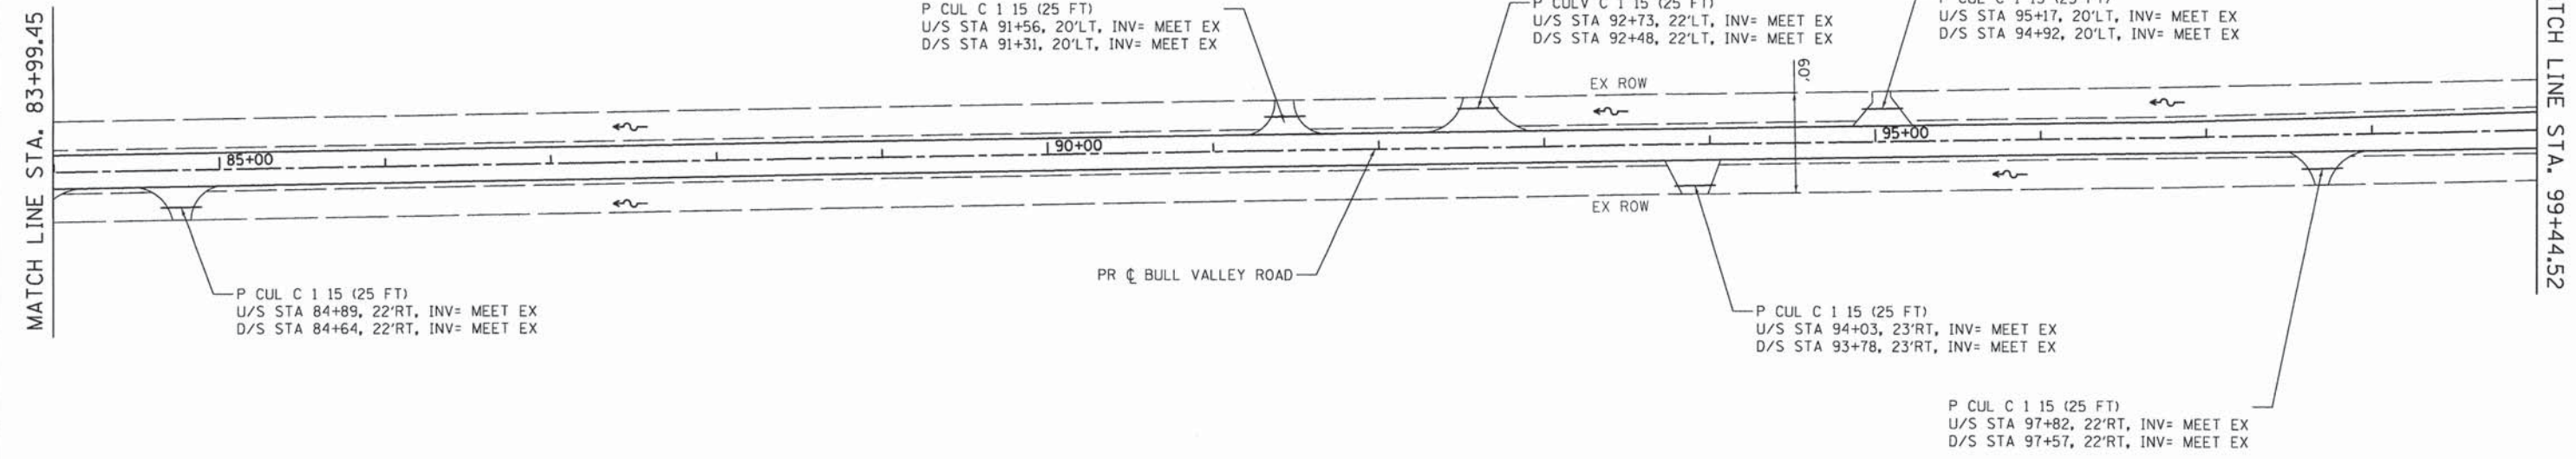 MATCH LINE STA. 83+99.45
P CUL C 1 15 (25 FT)
U/S STA 91+56, 20'LT, INV= MEET EX
D/S STA 91+31, 20'LT, INV= MEET EX
P CULV C 1 15 (25 FT)
U/S STA 92+73, 22'LT, INV= MEET EX
D/S STA 92+48, 22'LT, INV= MEET EX
P CUL C 1 15 (25 FT)
U/S STA 95+17, 20'LT, INV= MEET EX
D/S STA 94+92, 20'LT, INV= MEET EX
EX ROW
60'
85+00
90+00
95+00
EX ROW
PR ℄ BULL VALLEY ROAD
P CUL C 1 15 (25 FT)
U/S STA 84+89, 22'RT, INV= MEET EX
D/S STA 84+64, 22'RT, INV= MEET EX
P CUL C 1 15 (25 FT)
U/S STA 94+03, 23'RT, INV= MEET EX
D/S STA 93+78, 23'RT, INV= MEET EX
P CUL C 1 15 (25 FT)
U/S STA 97+82, 22'RT, INV= MEET EX
D/S STA 97+57, 22'RT, INV= MEET EX
TCH LINE STA. 99+44.52